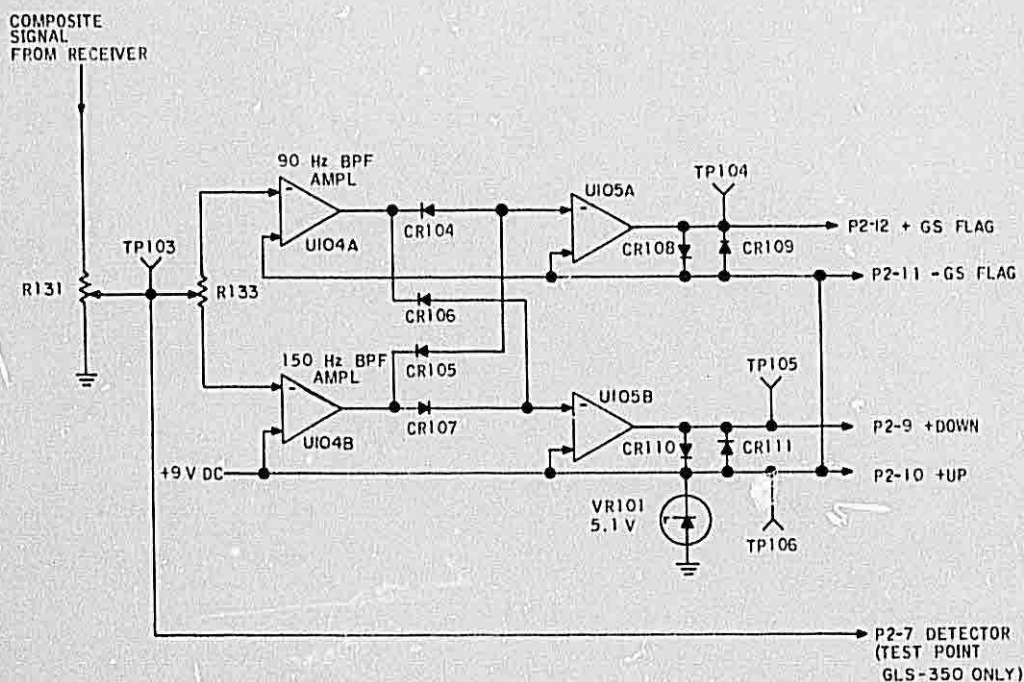 COMPOSITE
SIGNAL
FROM RECEIVER
90 Hz BPF
AMPL
-
U104A
CR104
-
U105A
TP104
CR108
CR109
P2-12 + GS FLAG
P2-11 -GS FLAG
TP103
R131
R133
CR106
CR105
150 Hz BPF
AMPL
-
U104B
CR107
-
U105B
TP105
CR110
CR111
P2-9 +DOWN
+9 V DC
P2-10 +UP
VR101
5.1 V
TP106
P2-7 DETECTOR
(TEST POINT
GLS-350 ONLY)